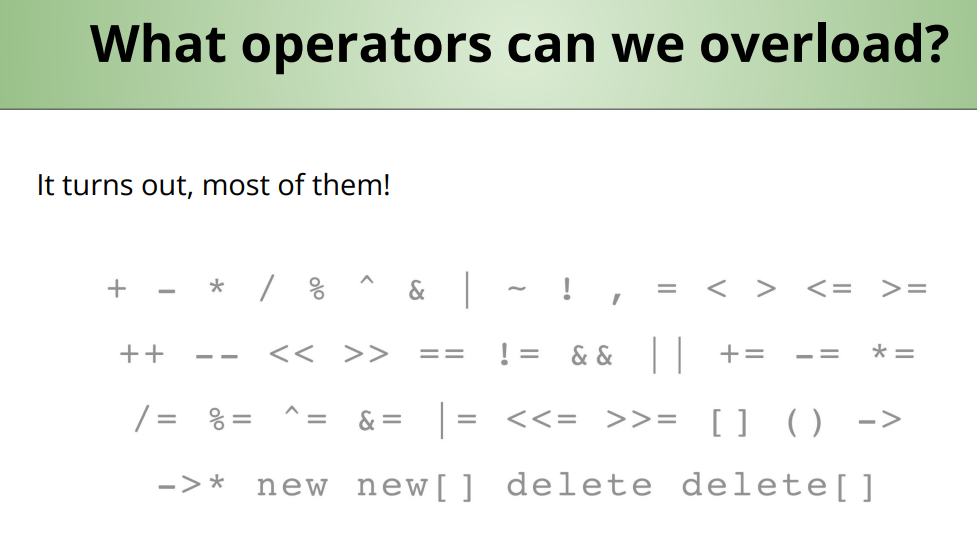 What operators can we overload?
It turns out, most of them!
+ - * / % ^ & | ~ ! , = < > <= >=
++ -- << >> == != && || += -= *=
/= %= ^= &= |= <<= >>= [] () ->
->* new new[] delete delete[]